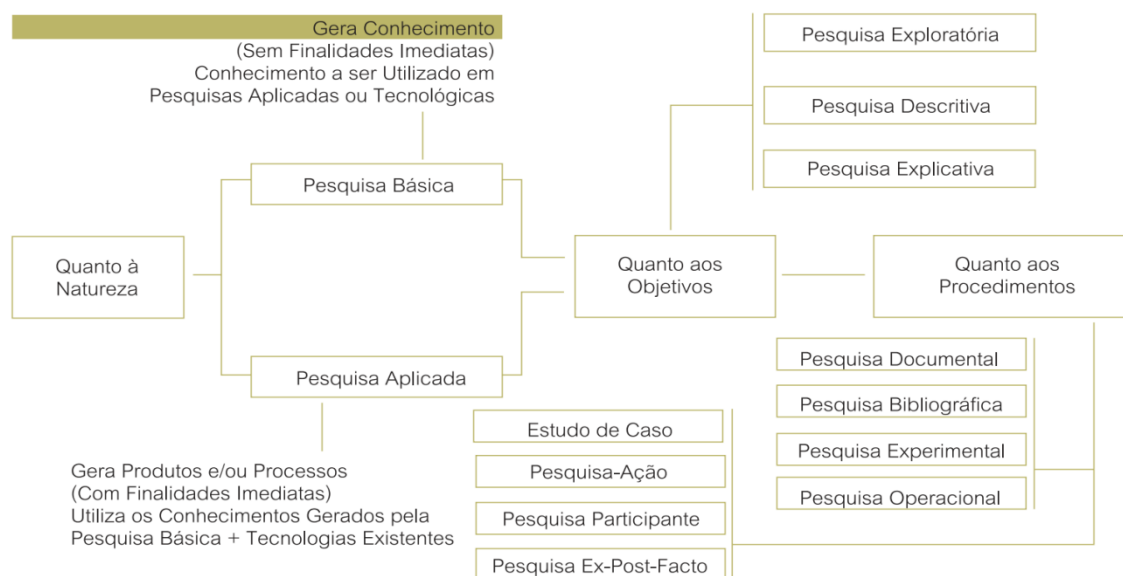 Gera Conhecimento
(Sem Finalidades Imediatas)
Conhecimento a ser Utilizado em
Pesquisas Aplicadas ou Tecnológicas
Pesquisa Exploratória
Pesquisa Descritiva
Pesquisa Explicativa
Pesquisa Básica
Quanto à
Natureza
Quanto aos
Objetivos
Quanto aos
Procedimentos
Pesquisa Aplicada
Pesquisa Documental
Pesquisa Bibliográfica
Pesquisa Experimental
Pesquisa Operacional
Estudo de Caso
Pesquisa-Ação
Pesquisa Participante
Pesquisa Ex-Post-Facto
Gera Produtos e/ou Processos
(Com Finalidades Imediatas)
Utiliza os Conhecimentos Gerados pela
Pesquisa Básica + Tecnologias Existentes